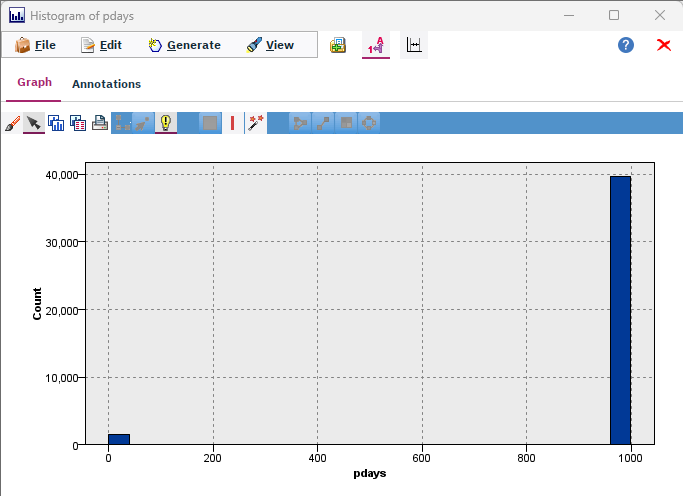 Histogram of pdays
File Edit Generate View
Graph Annotations
40,000
30,000
20,000
10,000
0
Count
0 200 400 600 800 1000
pdays